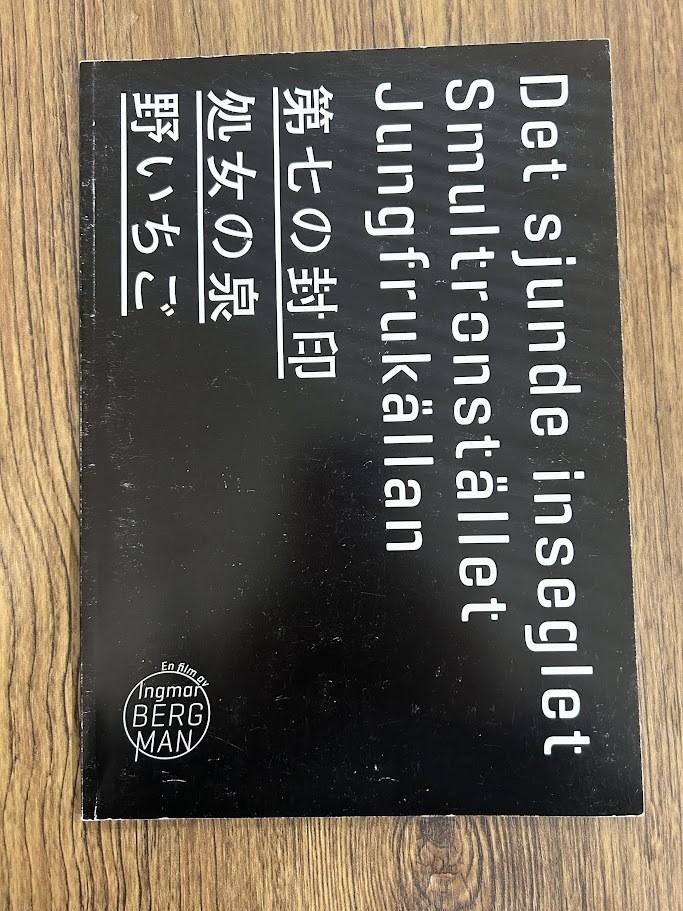 Det sjunde inseglet
Smultronstället
Jungfrukällan
第七の封印
処女の泉
野いちご
En film av
Ingmar
BERG
MAN